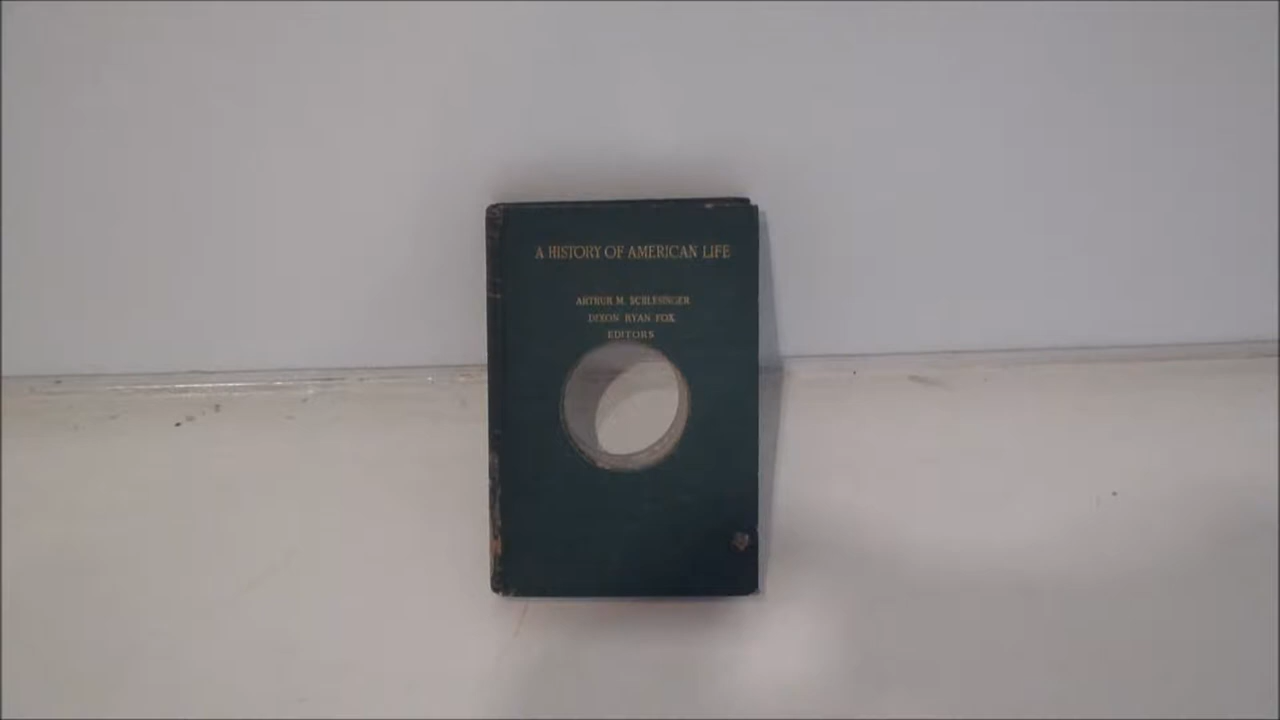 A HISTORY OF AMERICAN LIFE
ARTHUR M. SCHLESINGER
DIXON RYAN FOX
EDITORS